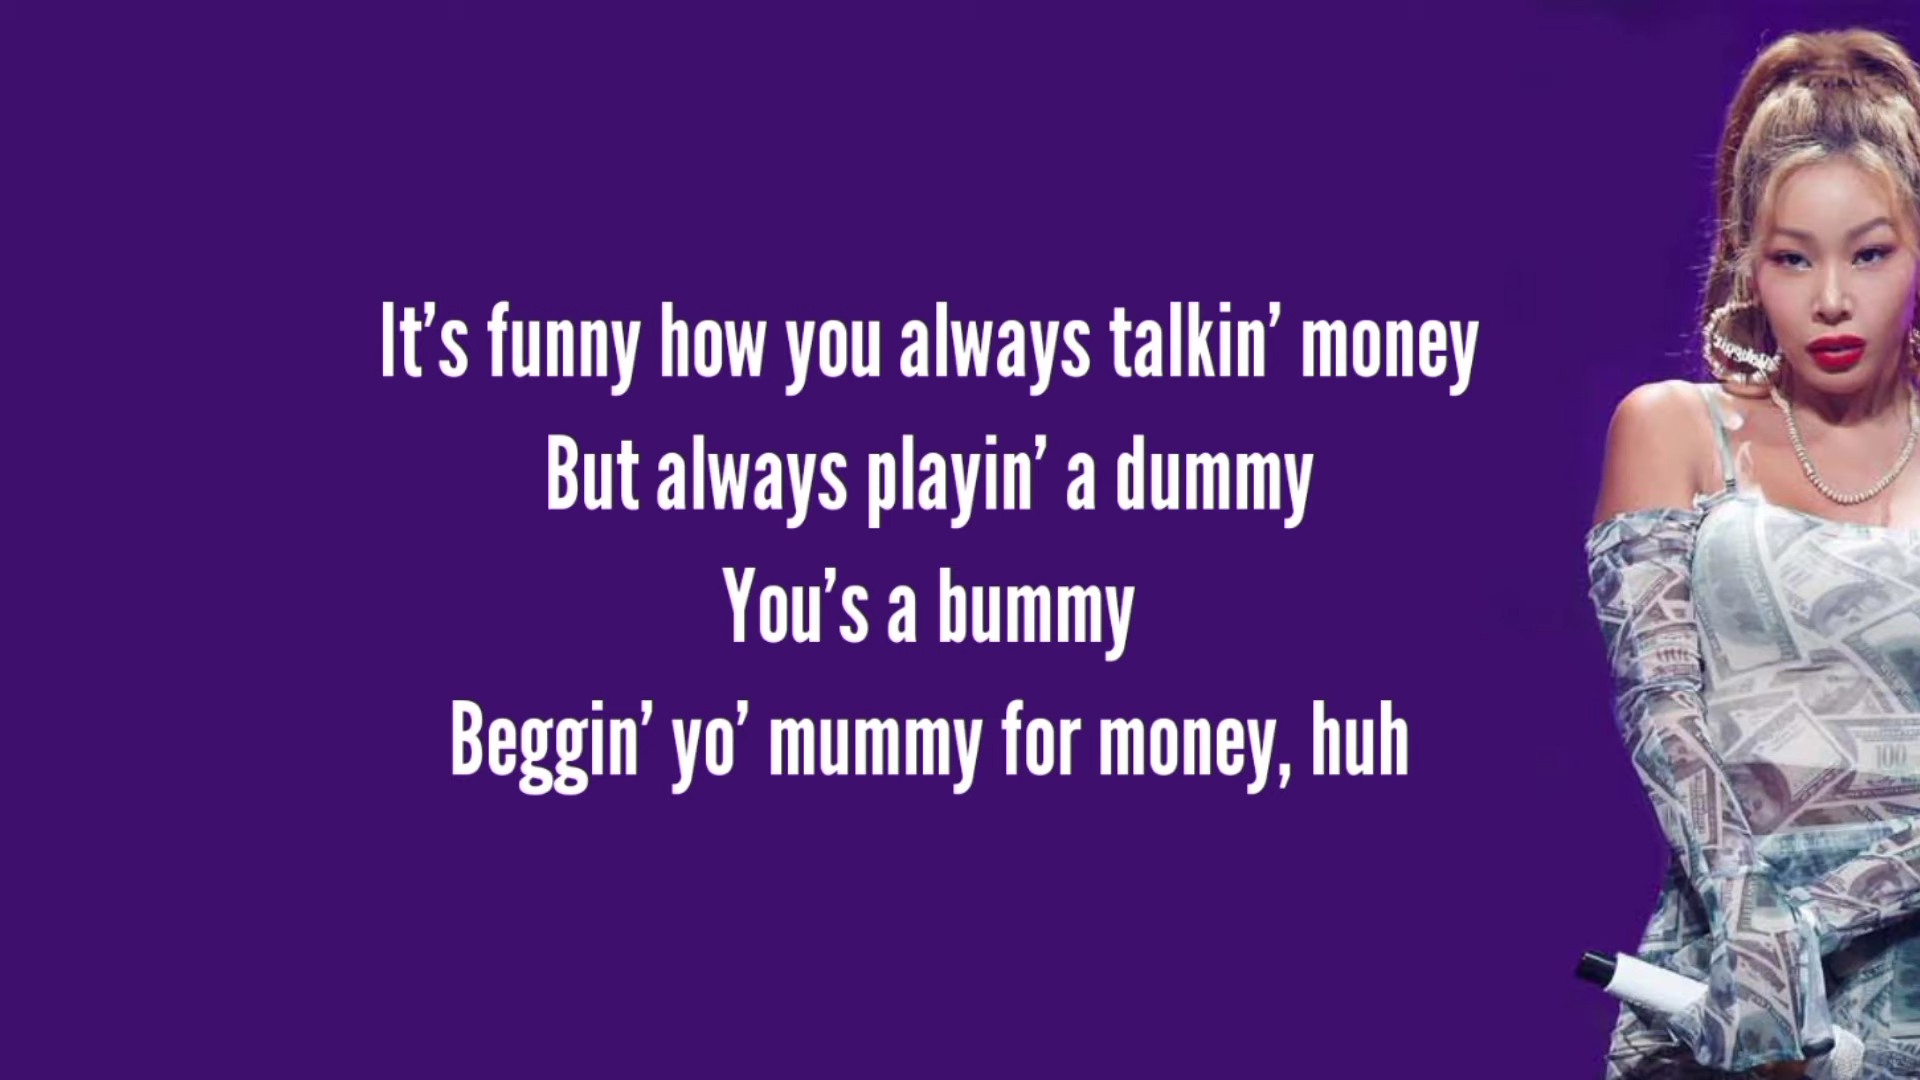 It’s funny how you always talkin’ money
But always playin’ a dummy
You’s a bummy
Beggin’ yo’ mummy for money, huh
100